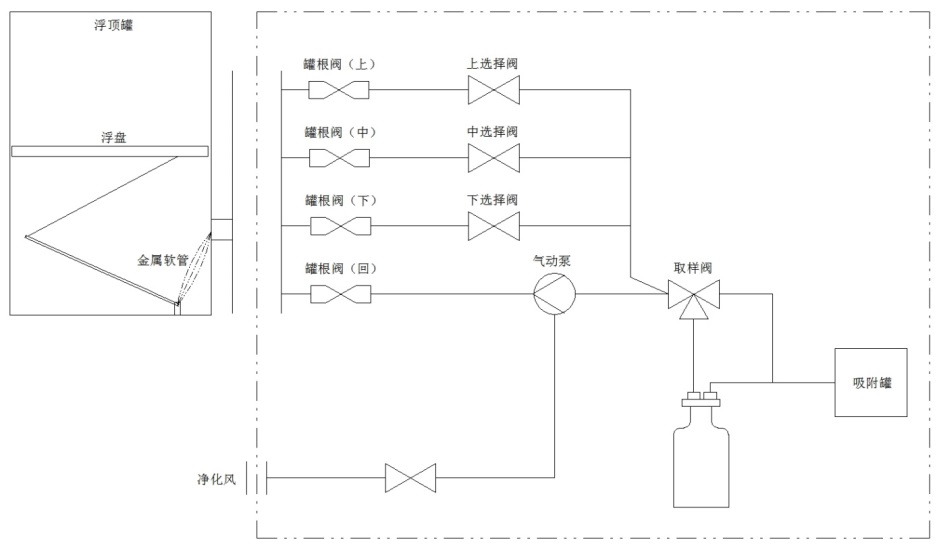 浮顶罐
浮盘
金属软管
罐根阀（上）
上选择阀
罐根阀（中）
中选择阀
罐根阀（下）
下选择阀
罐根阀（回）
气动泵
取样阀
吸附罐
净化风